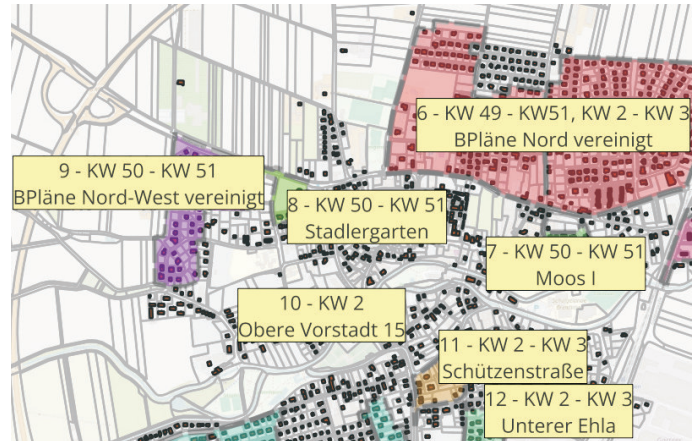 6 - KW 49 - KW51, KW 2 - KW 3
BPläne Nord vereinigt
9 - KW 50 - KW 51
BPläne Nord-West vereinigt
8 - KW 50 - KW 51
Stadlergarten
7 - KW 50 - KW 51
Moos I
10 - KW 2
Obere Vorstadt 15
11 - KW 2 - KW 3
Schützenstraße
12 - KW 2 - KW 3
Unterer Ehla